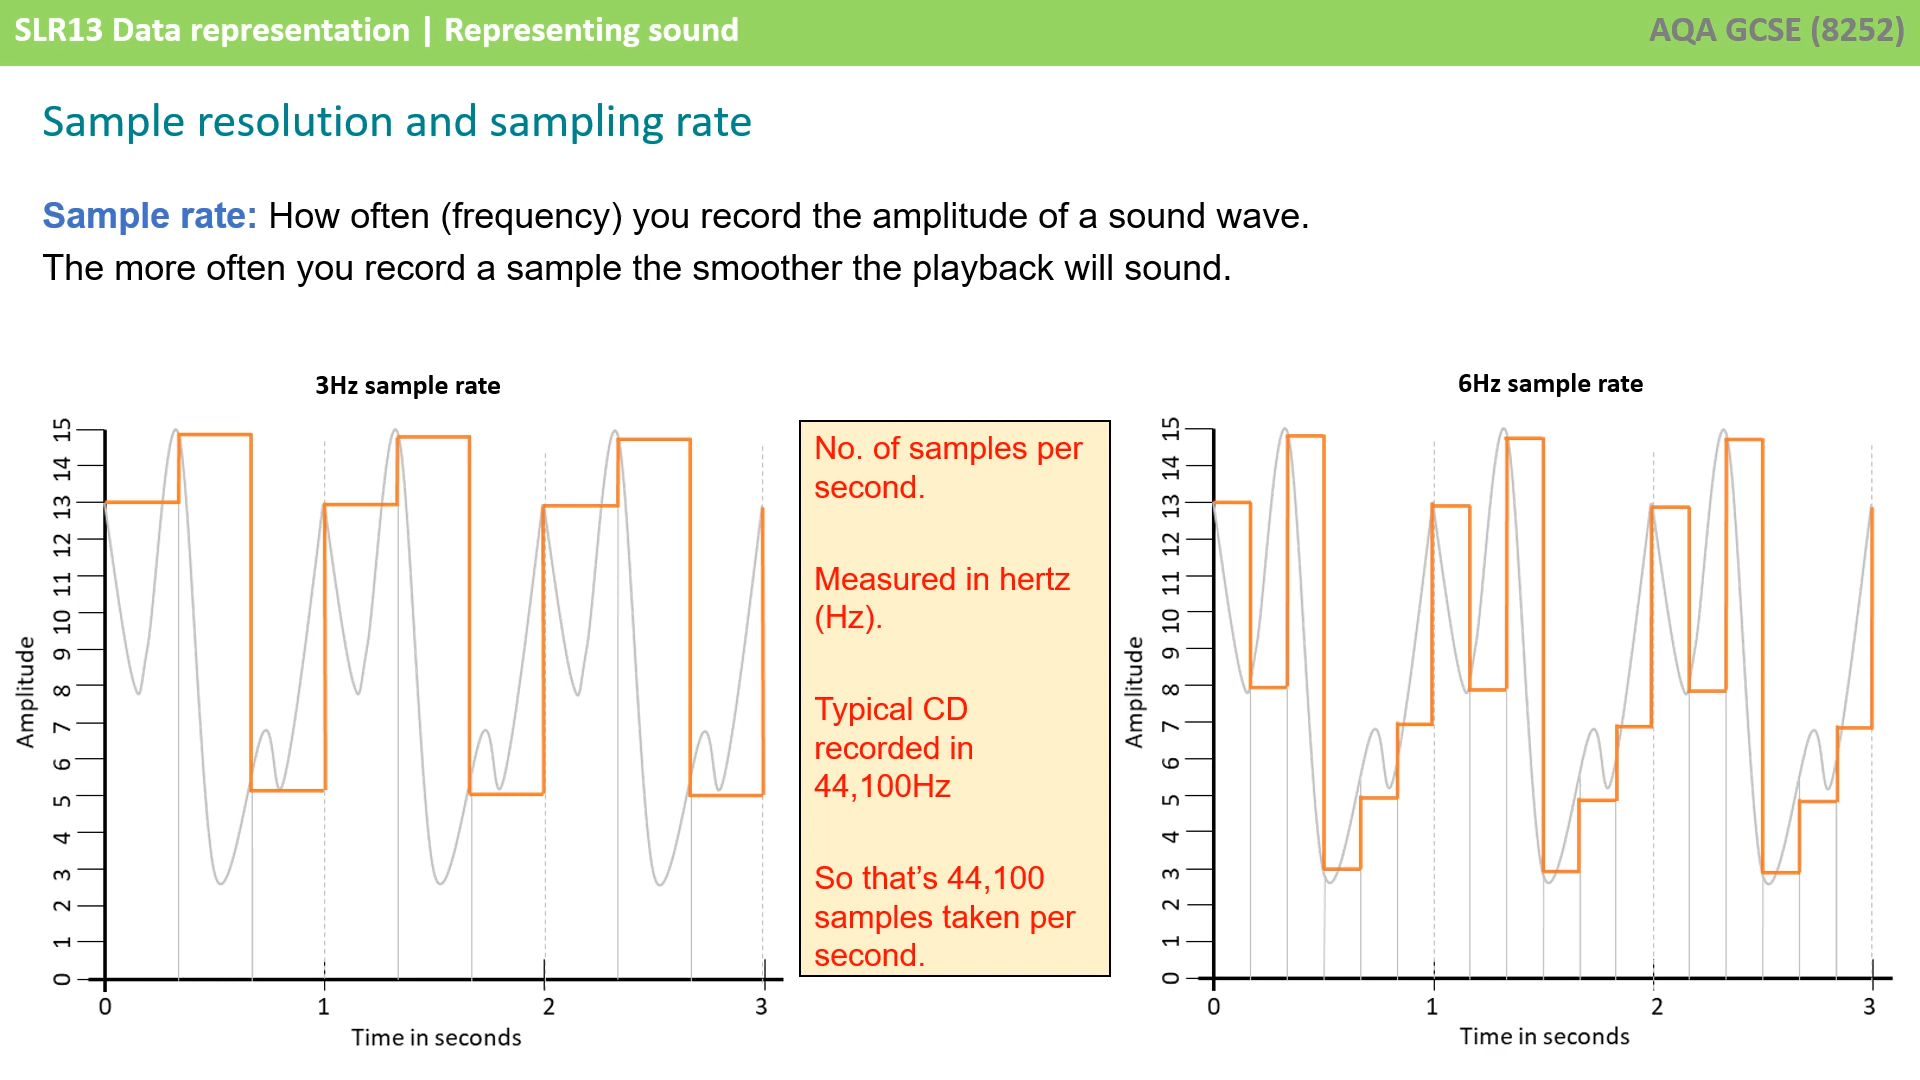 SLR13 Data representation | Representing sound
AQA GCSE (8252)
Sample resolution and sampling rate
Sample rate: How often (frequency) you record the amplitude of a sound wave.
The more often you record a sample the smoother the playback will sound.
3Hz sample rate
15
14
13
12
11
10
9
8
7
6
5
4
3
2
1
0
Amplitude
0 1 2 3
Time in seconds
No. of samples per
second.
Measured in hertz
(Hz).
Typical CD
recorded in
44,100Hz
So that’s 44,100
samples taken per
second.
6Hz sample rate
15
14
13
12
11
10
9
8
7
6
5
4
3
2
1
0
Amplitude
0 1 2 3
Time in seconds